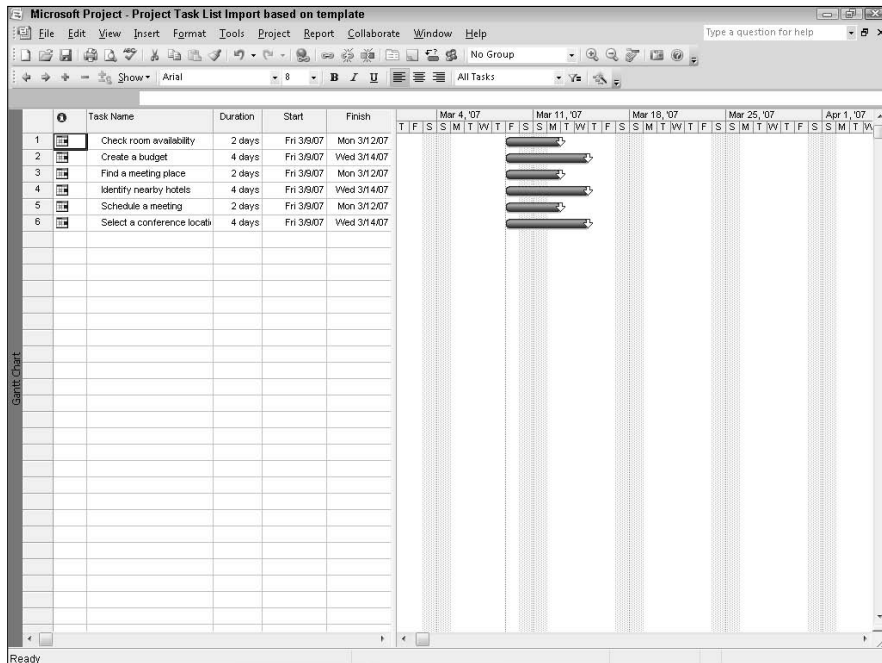 Microsoft Project - Project Task List Import based on template
File Edit View Insert Format Tools Project Report Collaborate Window Help Type a question for help
No Group
Show Arial 8 B I U All Tasks
Task Name Duration Start Finish Mar 4, '07 Mar 11, '07 Mar 18, '07 Mar 25, '07 Apr 1, '07
T F S S M T W T F S S M T W T F S S M T W T F S S M T W T F S S M T W
1 Check room availability 2 days Fri 3/9/07 Mon 3/12/07
2 Create a budget 4 days Fri 3/9/07 Wed 3/14/07
3 Find a meeting place 2 days Fri 3/9/07 Mon 3/12/07
4 Identify nearby hotels 4 days Fri 3/9/07 Wed 3/14/07
5 Schedule a meeting 2 days Fri 3/9/07 Mon 3/12/07
6 Select a conference locati 4 days Fri 3/9/07 Wed 3/14/07
Gantt Chart
Ready